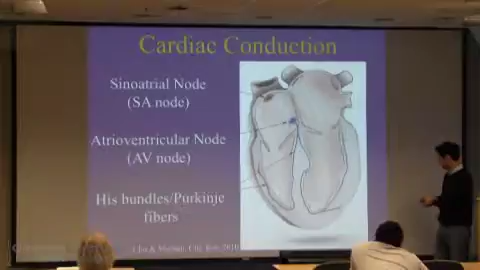 Cardiac Conduction
Sinoatrial Node
(SA node)
Atrioventricular Node
(AV node)
His bundles/Purkinje
fibers